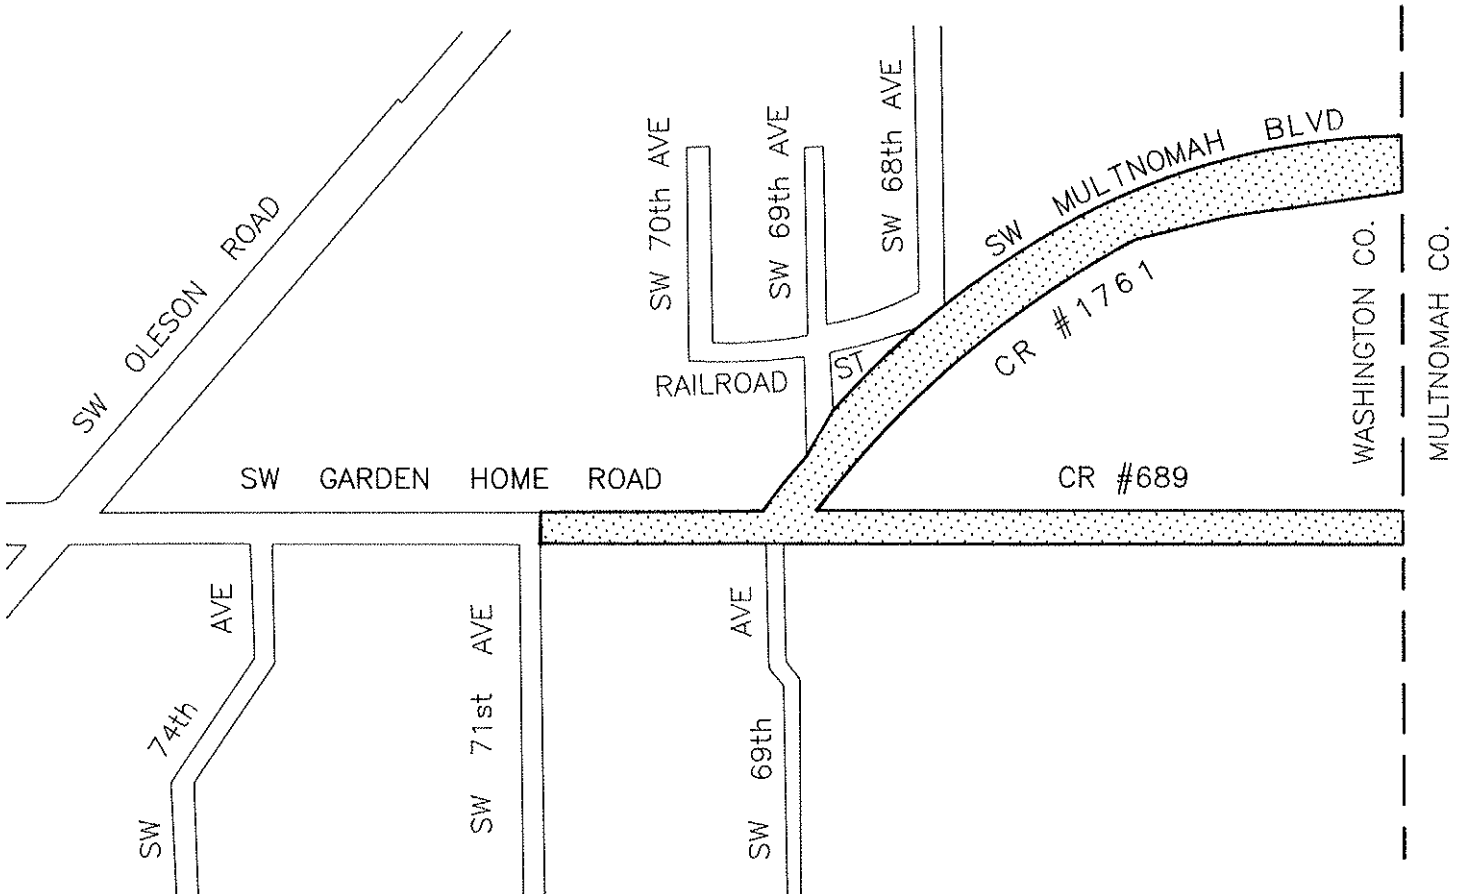 SW OLESON ROAD
SW 70th AVE
SW 69th AVE
SW 68th AVE
SW MULTNOMAH BLVD
CR #1761
RAILROAD ST
WASHINGTON CO.
MULTNOMAH CO.
SW GARDEN HOME ROAD
CR #689
SW 74th AVE
SW 71st AVE
SW 69th AVE